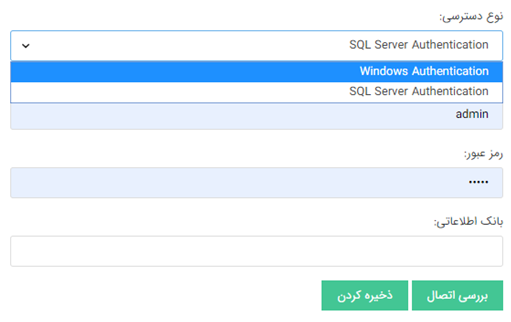 نوع دسترسی:
SQL Server Authentication
Windows Authentication
SQL Server Authentication
admin
رمز عبور:
•••••
بانک اطلاعاتی:
بررسی اتصال
ذخیره کردن